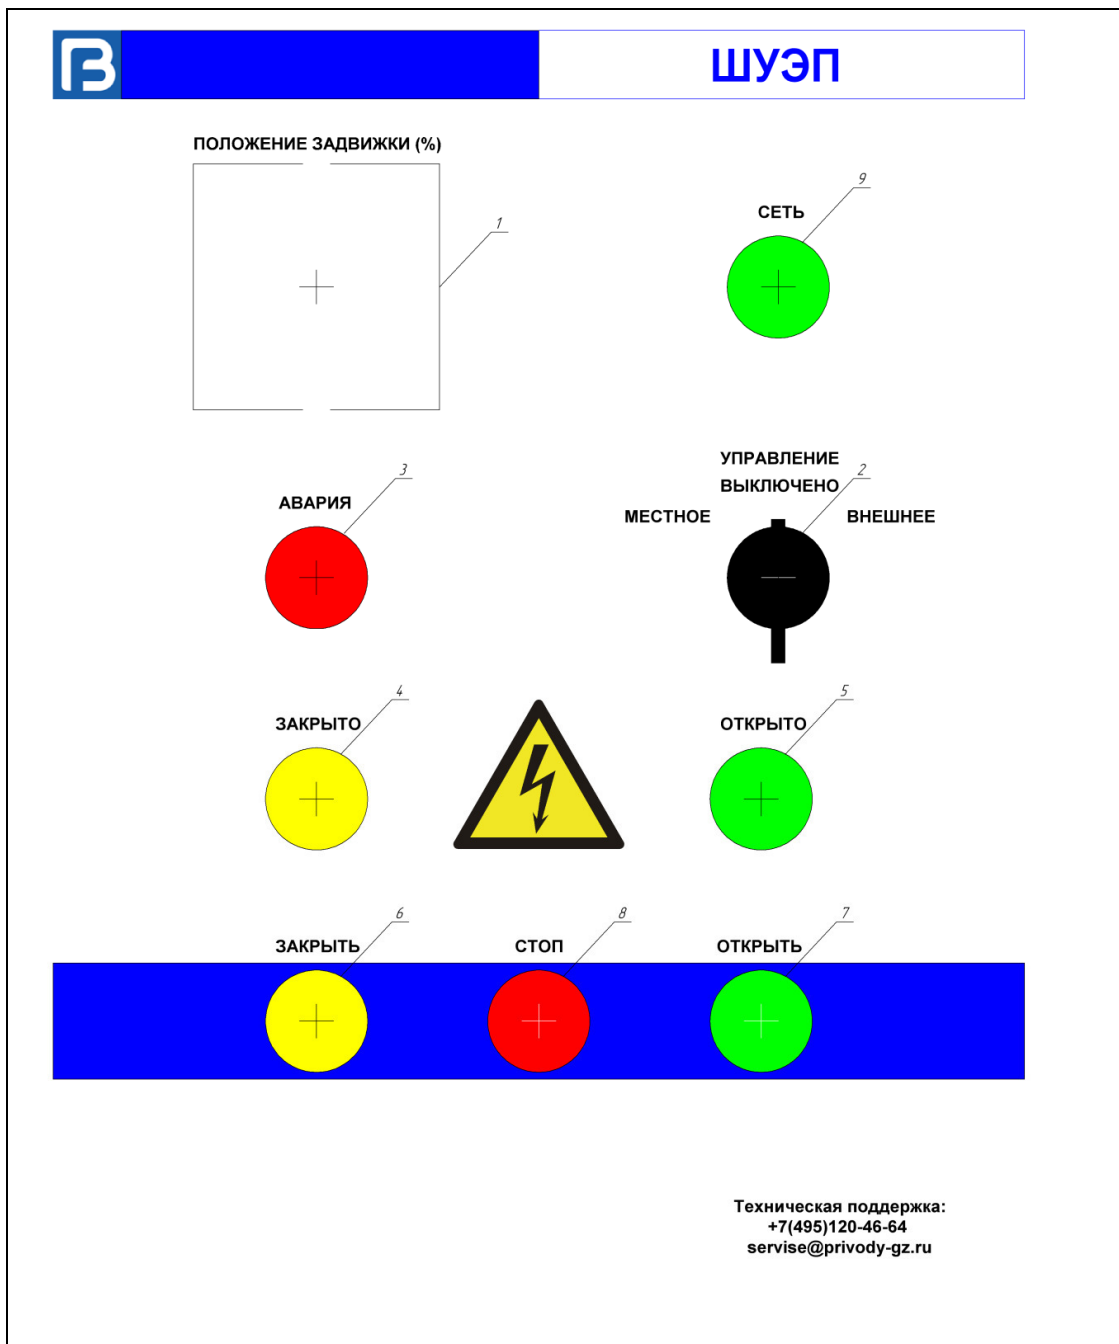 ШУЭП
ПОЛОЖЕНИЕ ЗАДВИЖКИ (%)
1
9
СЕТЬ
3
АВАРИЯ
УПРАВЛЕНИЕ
2
ВЫКЛЮЧЕНО
МЕСТНОЕ
ВНЕШНЕЕ
4
ЗАКРЫТО
5
ОТКРЫТО
6
ЗАКРЫТЬ
8
СТОП
7
ОТКРЫТЬ
Техническая поддержка:
+7(495)120-46-64
servise@privody-gz.ru